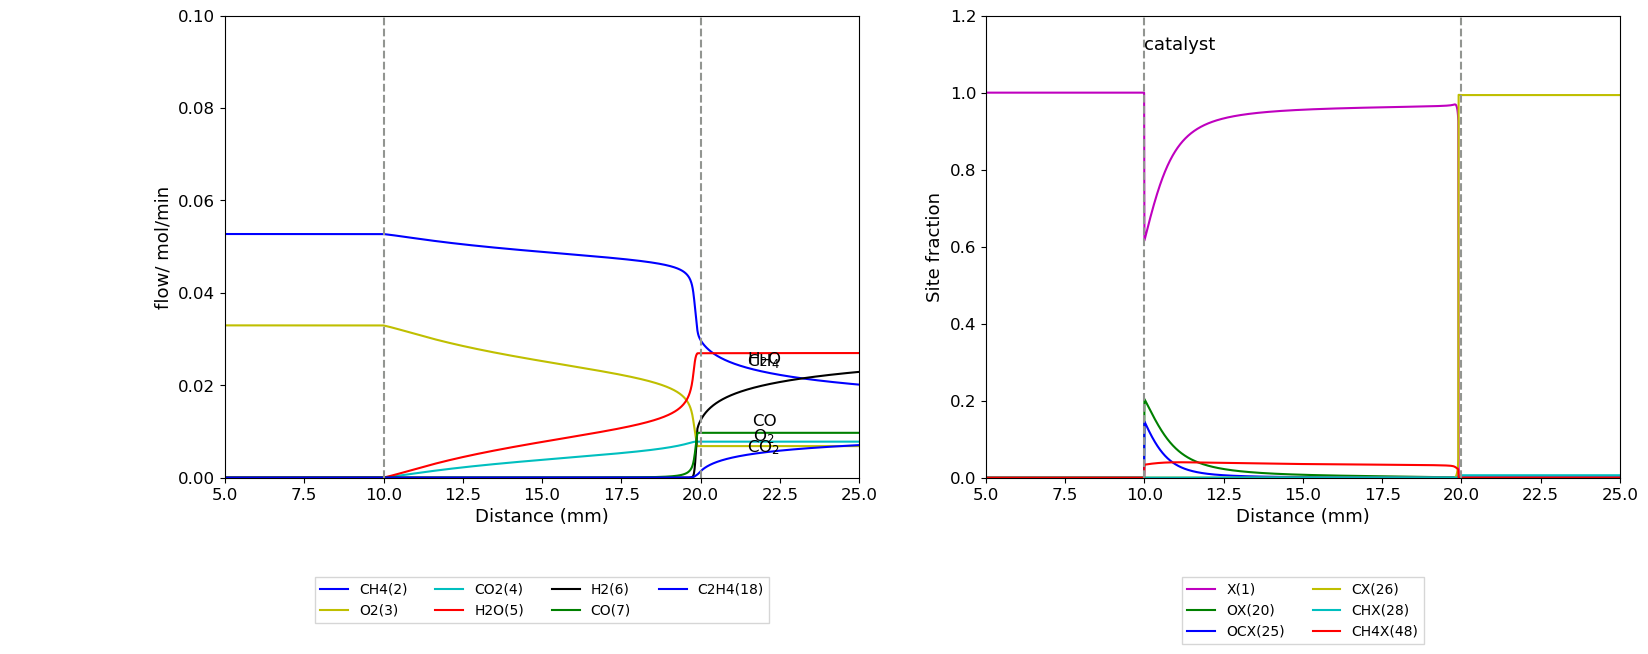 0.10
0.08
0.06
0.04
0.02
0.00
flow/ mol/min
H2O
CO
O2
CO2
5.0 7.5 10.0 12.5 15.0 17.5 20.0 22.5 25.0
Distance (mm)
CH4(2) CO2(4) H2(6) C2H4(18)
O2(3) H2O(5) CO(7)
1.2
1.0
0.8
0.6
0.4
0.2
0.0
Site fraction
catalyst
5.0 7.5 10.0 12.5 15.0 17.5 20.0 22.5 25.0
Distance (mm)
X(1) CX(26)
OX(20) CHX(28)
OCX(25) CH4X(48)